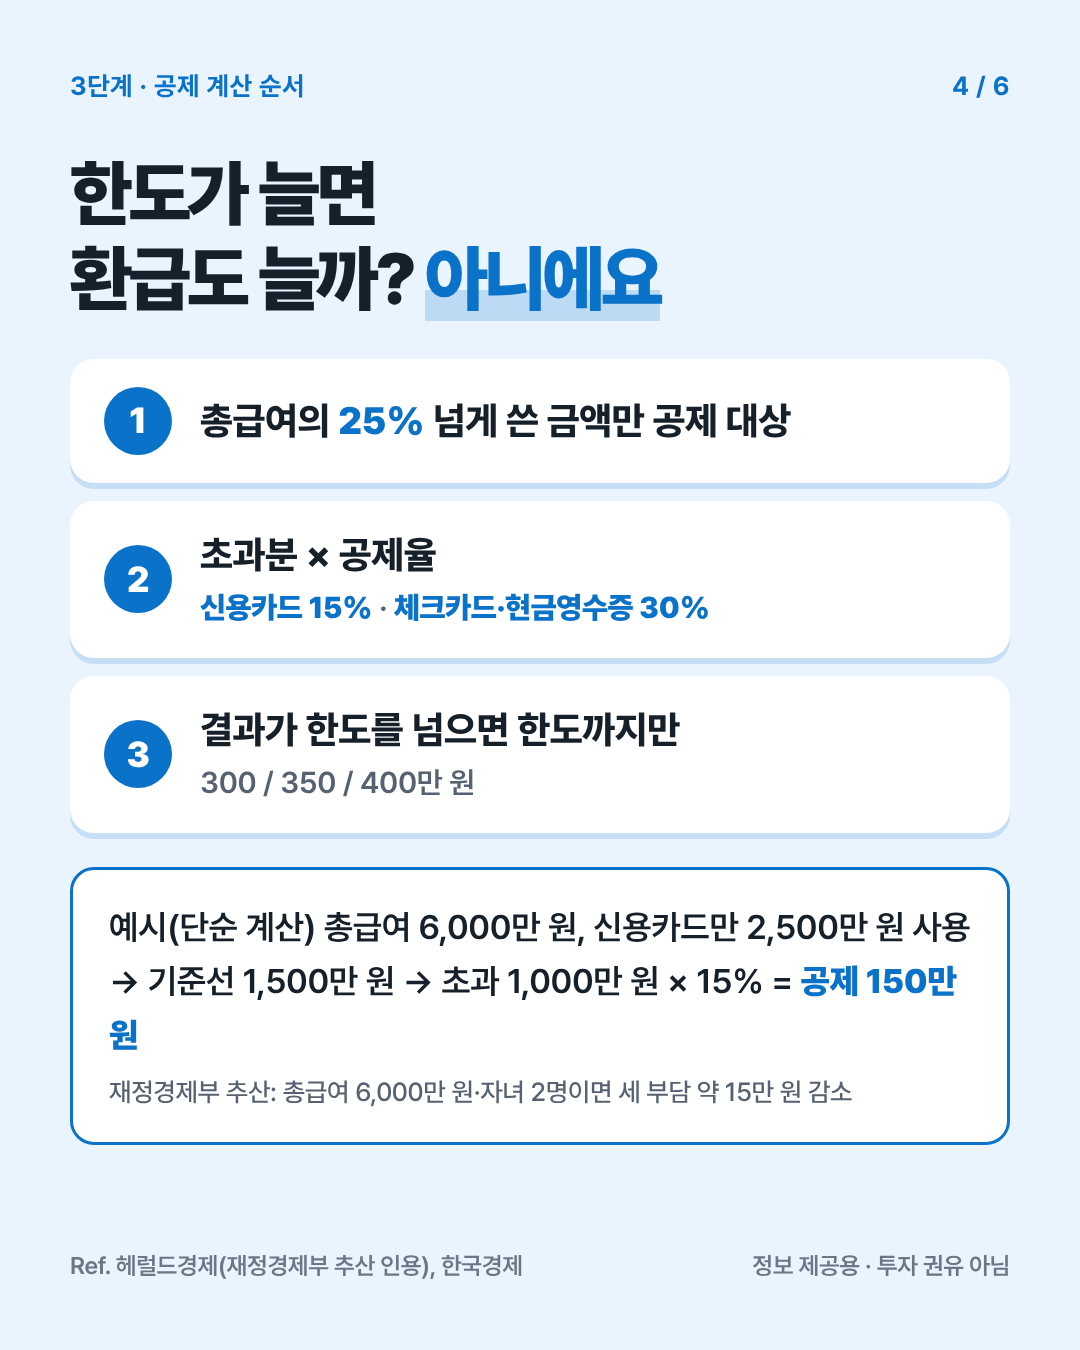 3단계 · 공제 계산 순서
4 / 6
한도가 늘면
환급도 늘까? 아니에요
1
총급여의 25% 넘게 쓴 금액만 공제 대상
2
초과분 × 공제율
신용카드 15% · 체크카드·현금영수증 30%
3
결과가 한도를 넘으면 한도까지만
300 / 350 / 400만 원
예시(단순 계산) 총급여 6,000만 원, 신용카드만 2,500만 원 사용
→ 기준선 1,500만 원 → 초과 1,000만 원 × 15% = 공제 150만
원
재정경제부 추산: 총급여 6,000만 원·자녀 2명이면 세 부담 약 15만 원 감소
Ref. 헤럴드경제(재정경제부 추산 인용), 한국경제
정보 제공용 · 투자 권유 아님